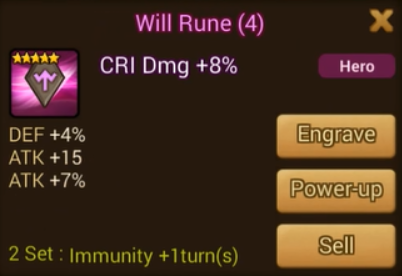 Will Rune (4)
CRI Dmg +8%
Hero
DEF +4%
ATK +15
ATK +7%
Engrave
Power-up
Sell
2 Set : Immunity +1turn(s)